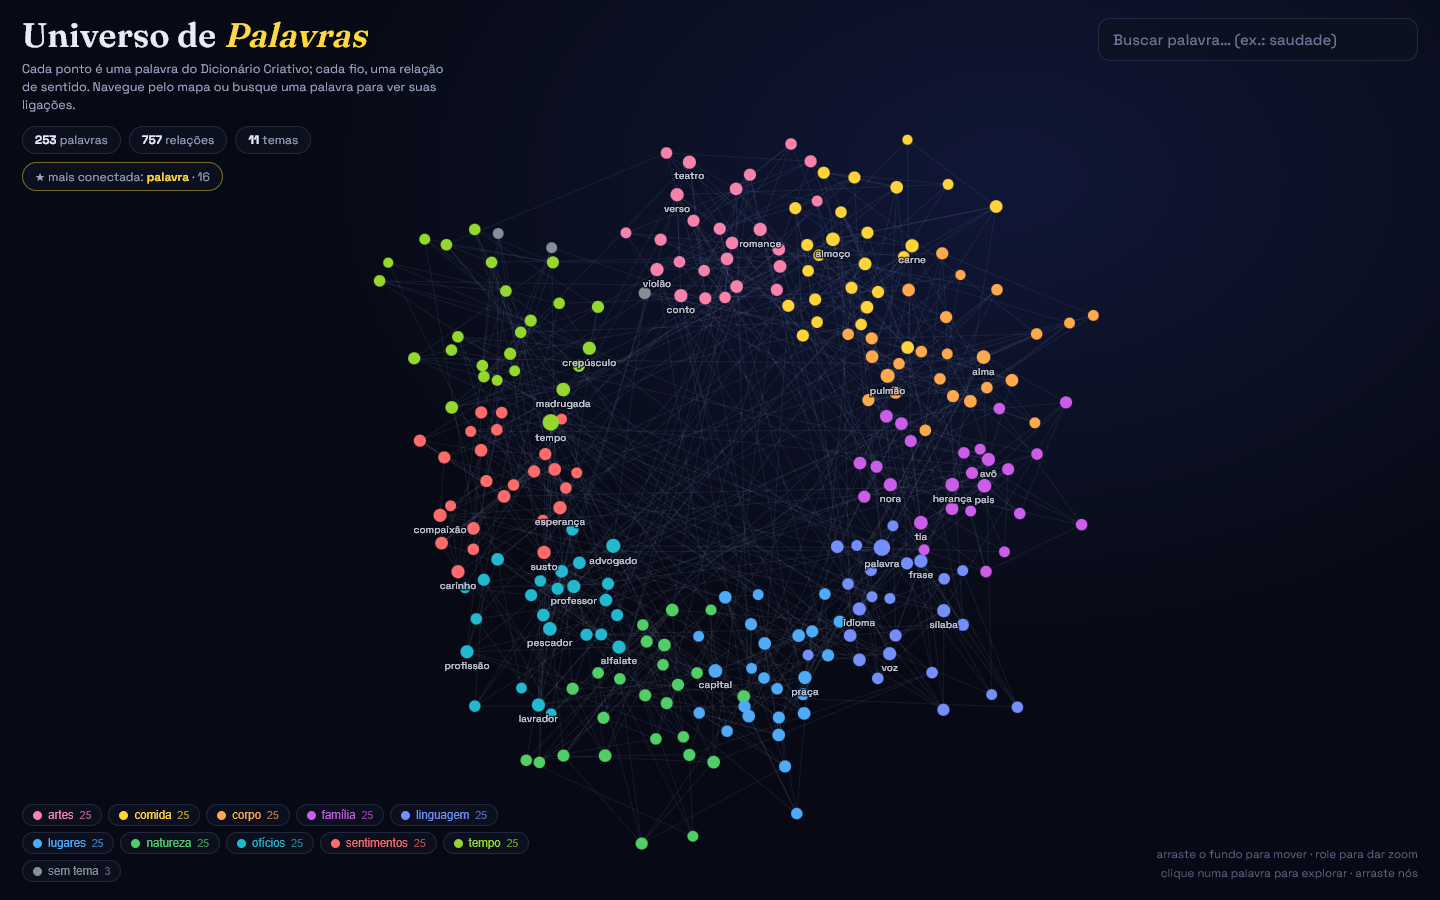 Universo de Palavras
Buscar palavra... (ex.: saudade)
Cada ponto é uma palavra do Dicionário Criativo; cada fio, uma relação
de sentido. Navegue pelo mapa ou busque uma palavra para ver suas
ligações.
253 palavras 757 relações 11 temas
★ mais conectada: palavra · 16
teatro
verso
romance
almoço
carne
violão
conto
crepúsculo
alma
pulmão
madrugada
tempo
avô
nora
herança
pais
compaixão
esperança
tia
palavra
frase
susto
advogado
carinho
professor
idioma
sílaba
pescador
alfaiate
profissão
voz
capital
praça
lavrador
artes 25 comida 25 corpo 25 família 25 linguagem 25
lugares 25 natureza 25 ofícios 25 sentimentos 25 tempo 25
sem tema 3
arraste o fundo para mover · role para dar zoom
clique numa palavra para explorar · arraste nós